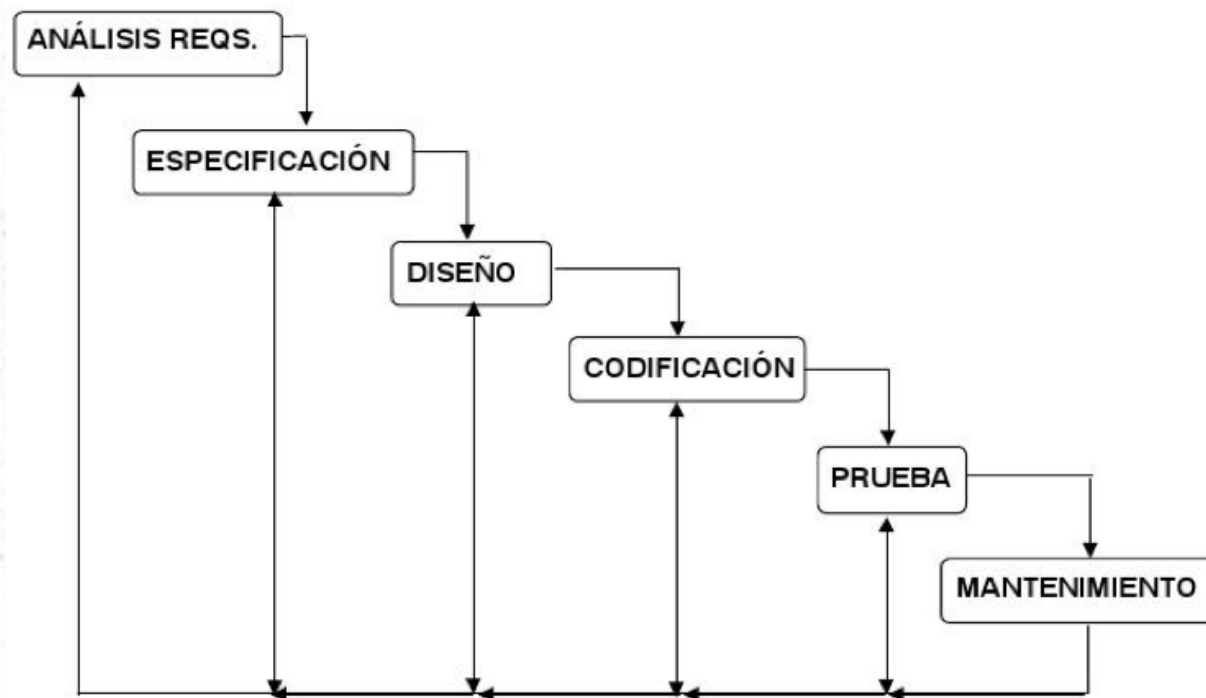 ANÁLISIS REQS.
ESPECIFICACIÓN
DISEÑO
CODIFICACIÓN
PRUEBA
MANTENIMIENTO